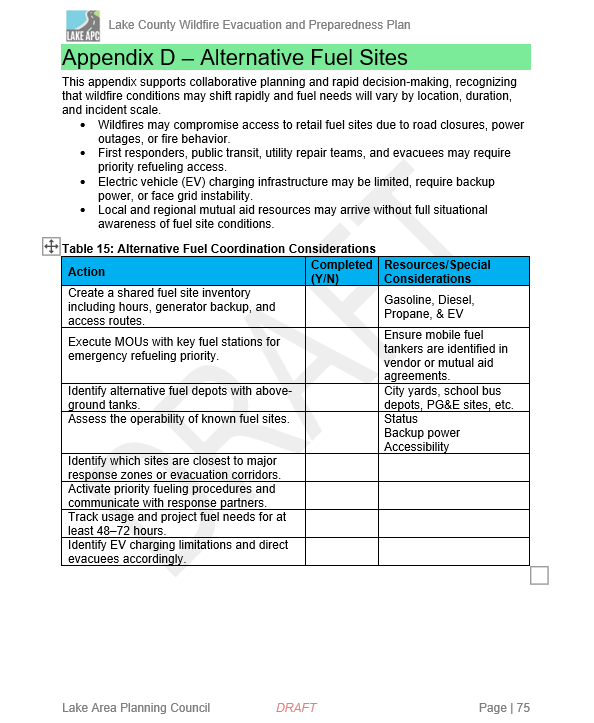 LAKE APC
Lake County Wildfire Evacuation and Preparedness Plan
Appendix D – Alternative Fuel Sites
This appendix supports collaborative planning and rapid decision-making, recognizing
that wildfire conditions may shift rapidly and fuel needs will vary by location, duration,
and incident scale.
• Wildfires may compromise access to retail fuel sites due to road closures, power
outages, or fire behavior.
• First responders, public transit, utility repair teams, and evacuees may require
priority refueling access.
• Electric vehicle (EV) charging infrastructure may be limited, require backup
power, or face grid instability.
• Local and regional mutual aid resources may arrive without full situational
awareness of fuel site conditions.
Table 15: Alternative Fuel Coordination Considerations
Action
Completed
(Y/N)
Resources/Special
Considerations
Create a shared fuel site inventory
including hours, generator backup, and
access routes.
Gasoline, Diesel,
Propane, & EV
Execute MOUs with key fuel stations for
emergency refueling priority.
Ensure mobile fuel
tankers are identified in
vendor or mutual aid
agreements.
Identify alternative fuel depots with above-
ground tanks.
City yards, school bus
depots, PG&E sites, etc.
Assess the operability of known fuel sites.
Status
Backup power
Accessibility
Identify which sites are closest to major
response zones or evacuation corridors.
Activate priority fueling procedures and
communicate with response partners.
Track usage and project fuel needs for at
least 48–72 hours.
Identify EV charging limitations and direct
evacuees accordingly.
DRAFT
Lake Area Planning Council
DRAFT
Page | 75